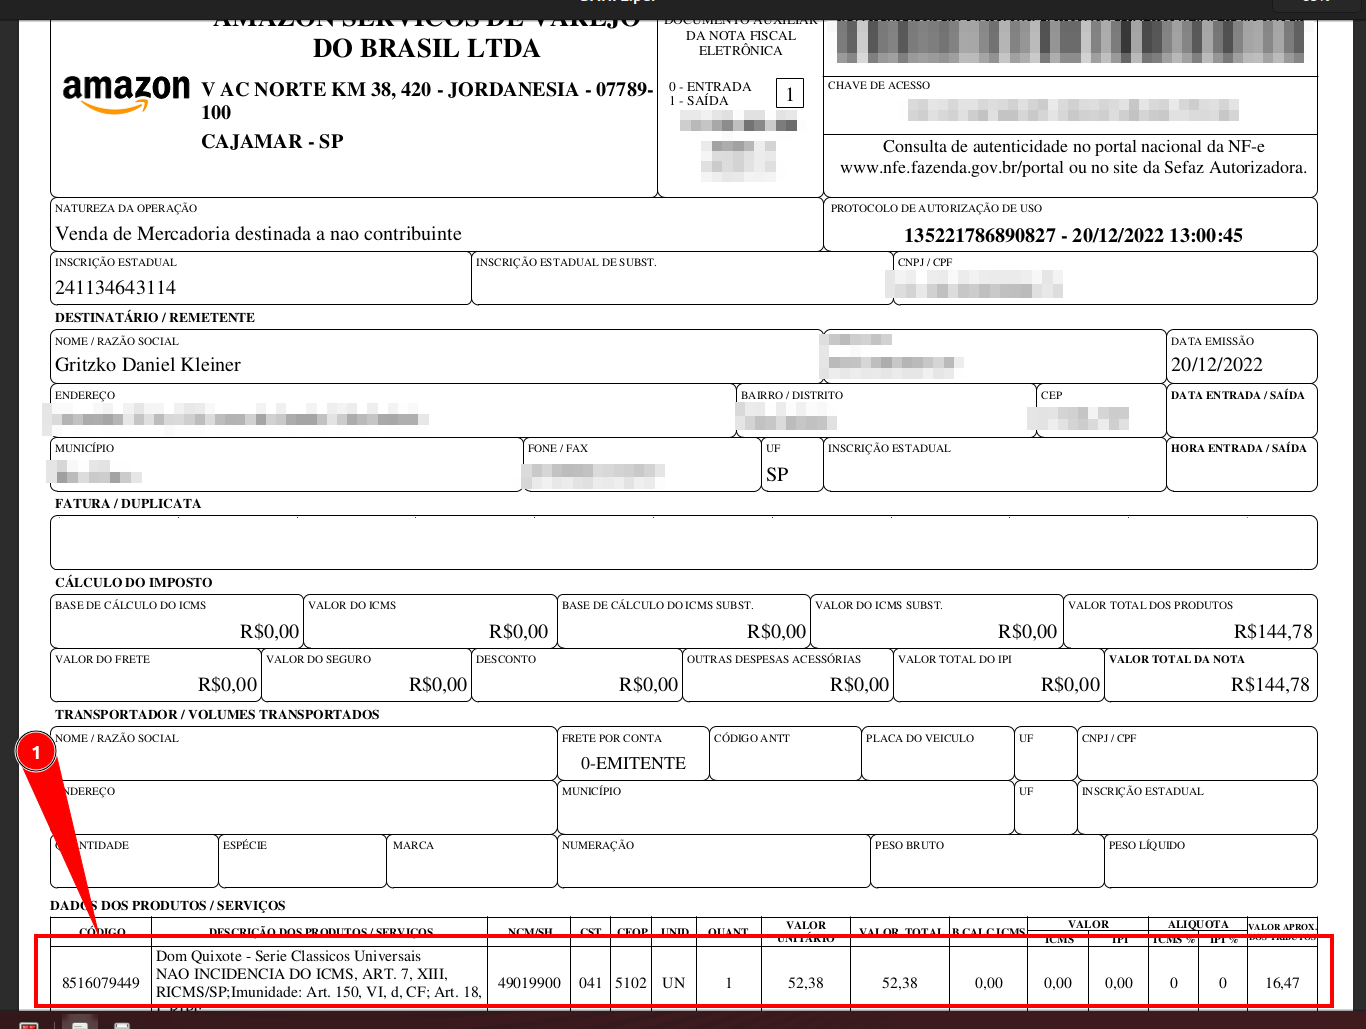 AMAZON SERVICOS DE VAREJO
DO BRASIL LTDA
amazon
V AC NORTE KM 38, 420 - JORDANESIA - 07789-
100
CAJAMAR - SP
DOCUMENTO AUXILIAR
DA NOTA FISCAL
ELETRÔNICA
0 - ENTRADA
1 - SAÍDA
1
CHAVE DE ACESSO
Consulta de autenticidade no portal nacional da NF-e
www.nfe.fazenda.gov.br/portal ou no site da Sefaz Autorizadora.
NATUREZA DA OPERAÇÃO
Venda de Mercadoria destinada a nao contribuinte
PROTOCOLO DE AUTORIZAÇÃO DE USO
135221786890827 - 20/12/2022 13:00:45
INSCRIÇÃO ESTADUAL
241134643114
INSCRIÇÃO ESTADUAL DE SUBST.
CNPJ / CPF
DESTINATÁRIO / REMETENTE
NOME / RAZÃO SOCIAL
Gritzko Daniel Kleiner
DATA EMISSÃO
20/12/2022
ENDEREÇO
BAIRRO / DISTRITO
CEP
DATA ENTRADA / SAÍDA
MUNICÍPIO
FONE / FAX
UF
SP
INSCRIÇÃO ESTADUAL
HORA ENTRADA / SAÍDA
FATURA / DUPLICATA
CÁLCULO DO IMPOSTO
BASE DE CÁLCULO DO ICMS
R$0,00
VALOR DO ICMS
R$0,00
BASE DE CÁLCULO DO ICMS SUBST.
R$0,00
VALOR DO ICMS SUBST.
R$0,00
VALOR TOTAL DOS PRODUTOS
R$144,78
VALOR DO FRETE
R$0,00
VALOR DO SEGURO
R$0,00
DESCONTO
R$0,00
OUTRAS DESPESAS ACESSÓRIAS
R$0,00
VALOR TOTAL DO IPI
R$0,00
VALOR TOTAL DA NOTA
R$144,78
TRANSPORTADOR / VOLUMES TRANSPORTADOS
1
NOME / RAZÃO SOCIAL
FRETE POR CONTA
0-EMITENTE
CÓDIGO ANTT
PLACA DO VEICULO
UF
CNPJ / CPF
ENDEREÇO
MUNICÍPIO
UF
INSCRIÇÃO ESTADUAL
QUANTIDADE
ESPÉCIE
MARCA
NUMERAÇÃO
PESO BRUTO
PESO LÍQUIDO
DADOS DOS PRODUTOS / SERVIÇOS
CÓDIGO
DESCRIÇÃO DOS PRODUTOS / SERVIÇOS
NCM/SH
CST
CFOP
UNID
QUANT
VALOR
UNITÁRIO
VALOR TOTAL
B.CALC.ICMS
VALOR
ICMS
IPI
ALIQUOTA
ICMS %
IPI %
VALOR APROX.
DOS TRIBUTOS
8516079449
Dom Quixote - Serie Classicos Universais
NAO INCIDENCIA DO ICMS, ART. 7, XIII,
RICMS/SP;Imunidade: Art. 150, VI, d, CF; Art. 18,
49019900
041
5102
UN
1
52,38
52,38
0,00
0,00
0,00
0
0
16,47